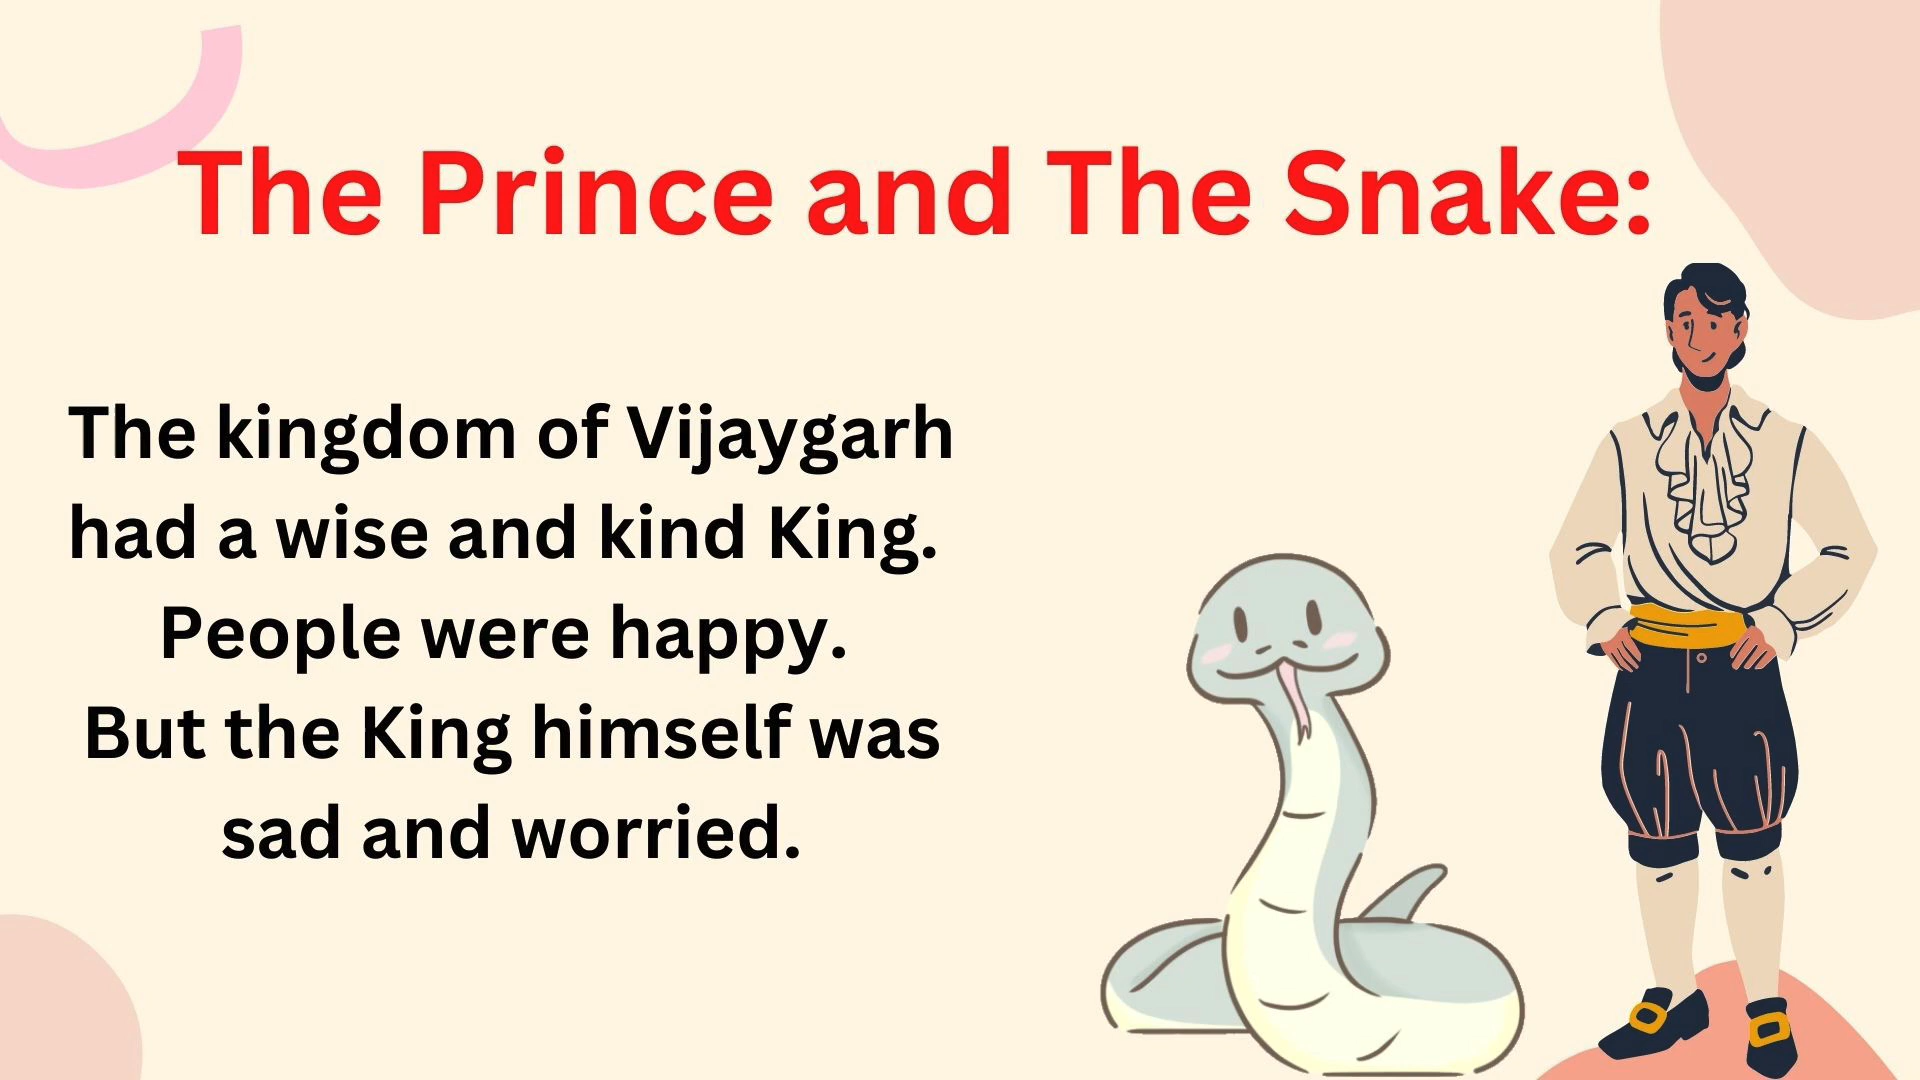 The Prince and The Snake:
The kingdom of Vijaygarh
had a wise and kind King.
People were happy.
But the King himself was
sad and worried.